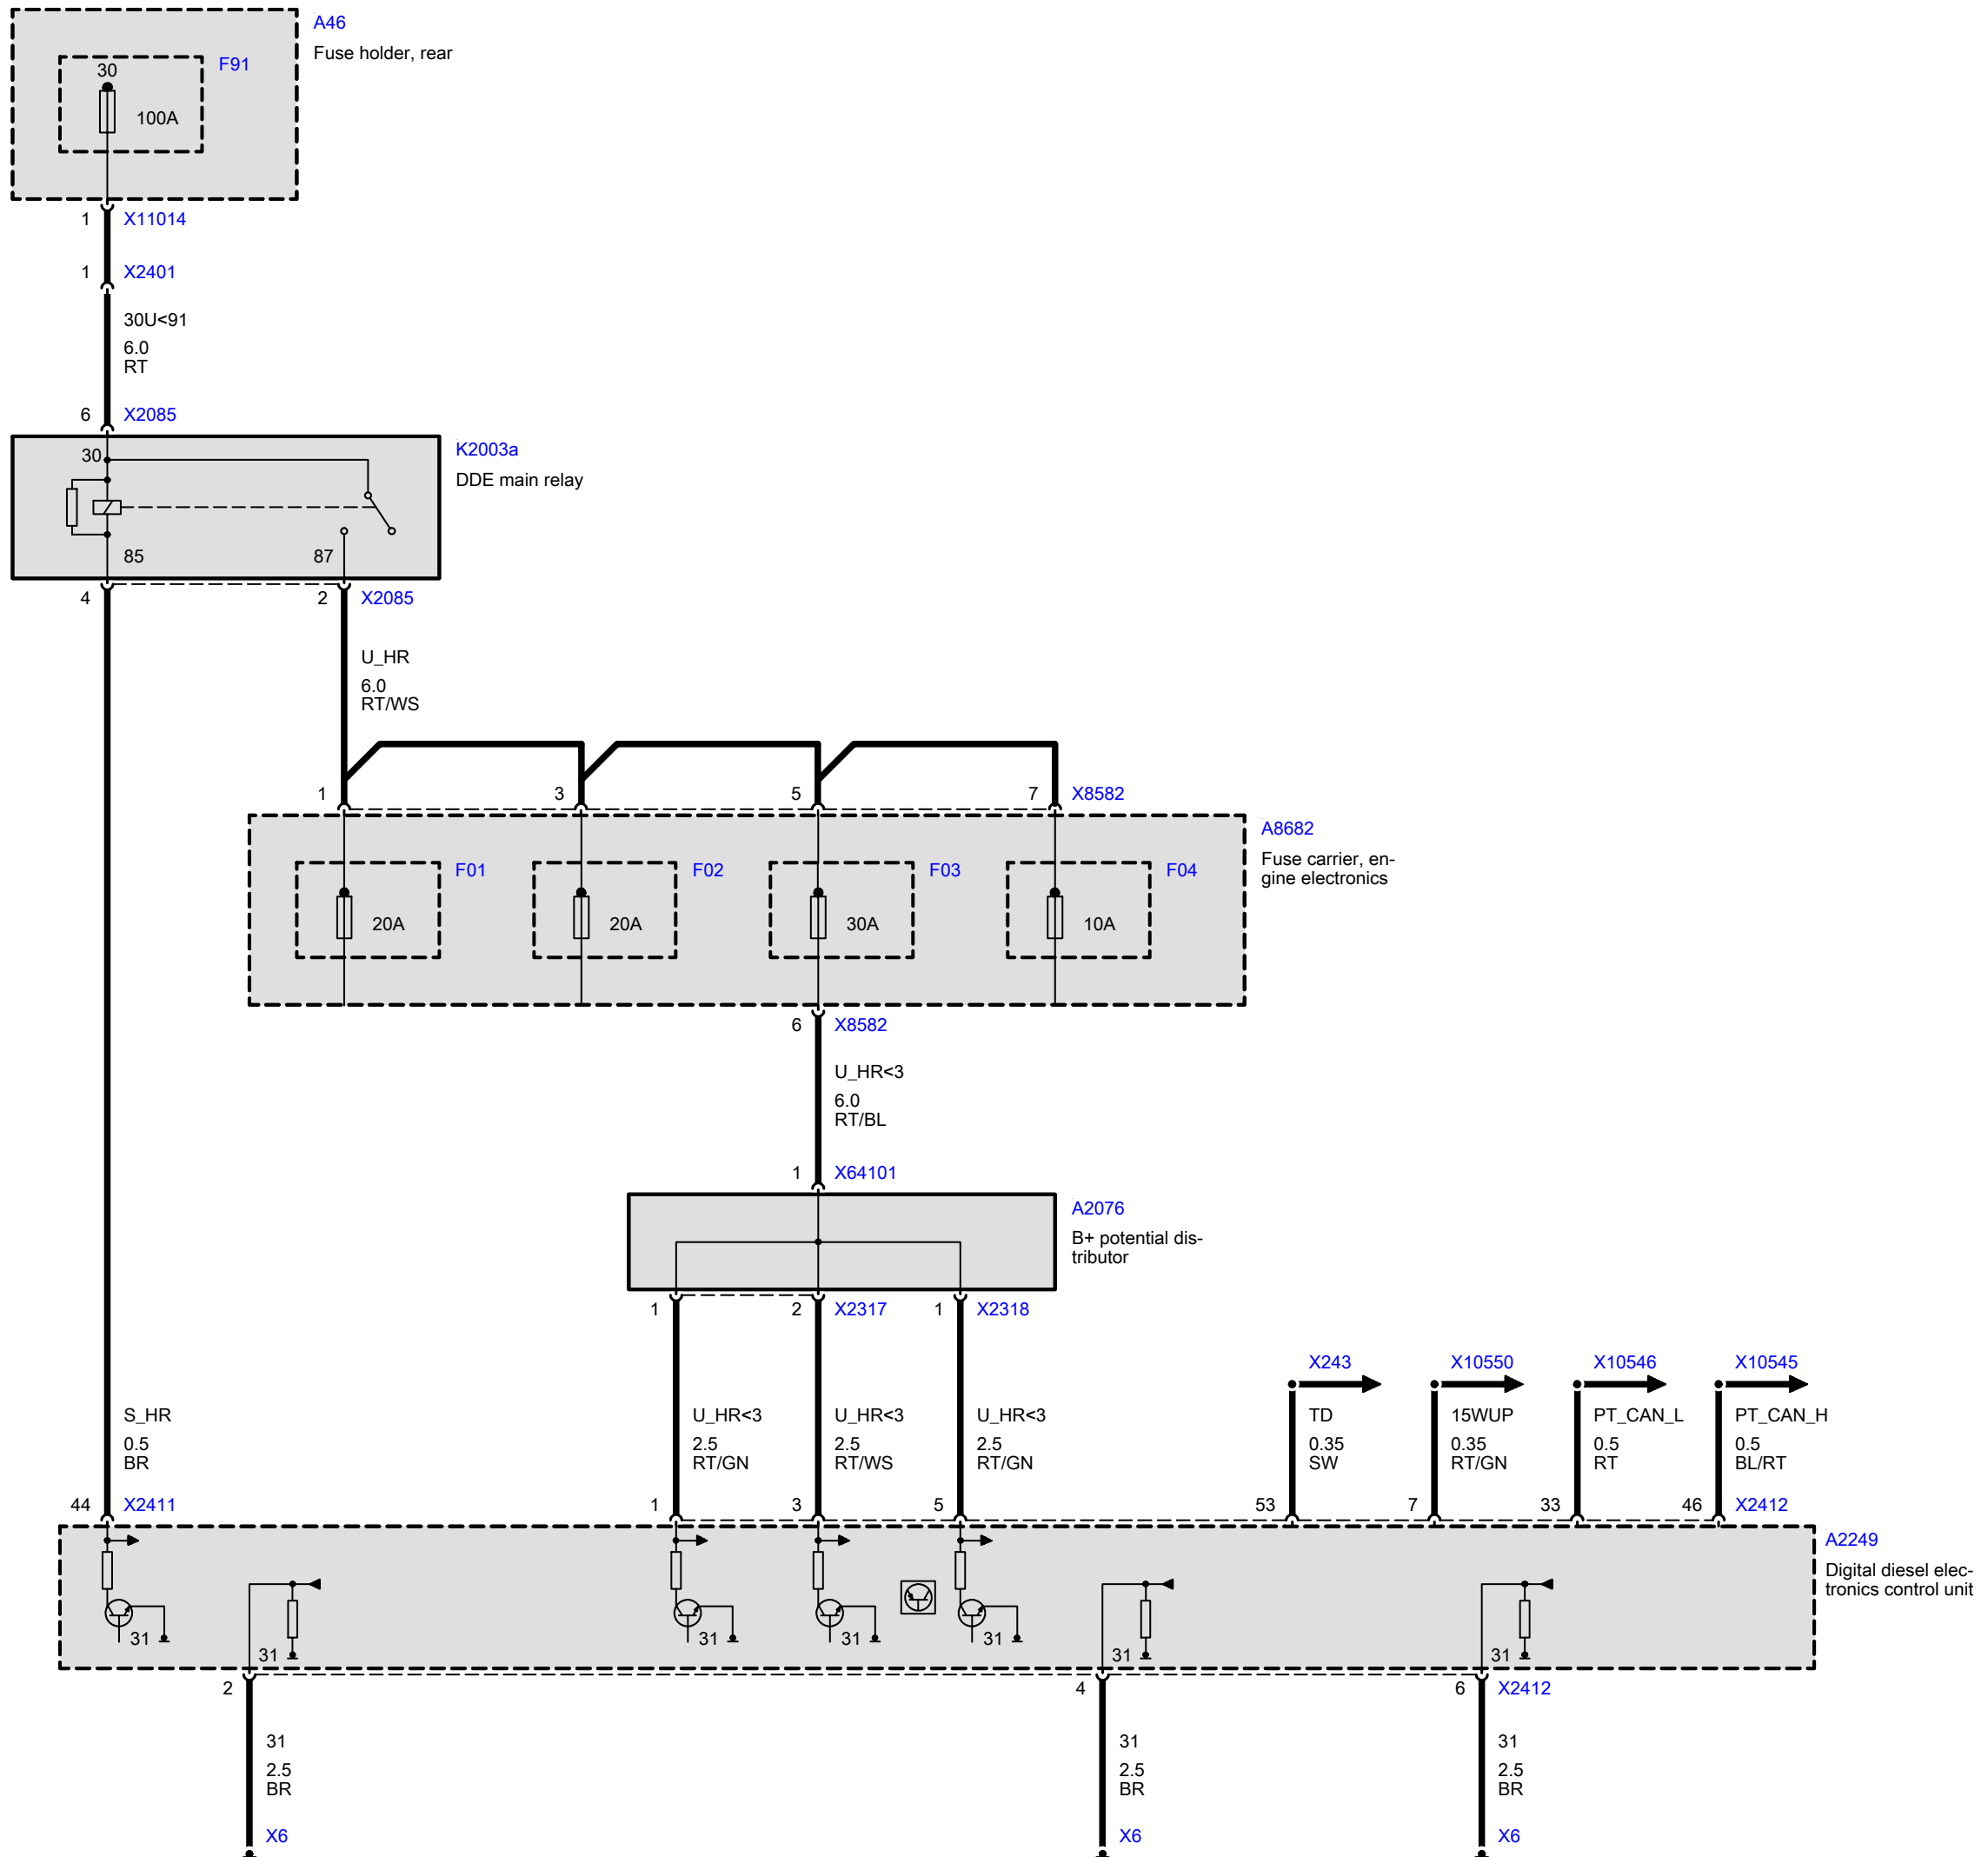 A46
Fuse holder, rear
F91
30
100A
1 X11014
1 X2401
30U<91
6.0
RT
6 X2085
K2003a
DDE main relay
30
85 87
4 2 X2085
U_HR
6.0
RT/WS
1 3 5 7 X8582
A8682
Fuse carrier, en-
gine electronics
F01 F02 F03 F04
20A 20A 30A 10A
6 X8582
U_HR<3
6.0
RT/BL
1 X64101
A2076
B+ potential dis-
tributor
1 2 X2317 1 X2318
X243 X10550 X10546 X10545
S_HR U_HR<3 U_HR<3 U_HR<3 TD 15WUP PT_CAN_L PT_CAN_H
0.5 2.5 2.5 2.5 0.35 0.35 0.5 0.5
BR RT/GN RT/WS RT/GN SW RT/GN RT BL/RT
44 X2411 1 3 5 53 7 33 46 X2412
A2249
Digital diesel elec-
tronics control unit
31 31 31 31
31 31 31
2 4 6 X2412
31 31 31
2.5 2.5 2.5
BR BR BR
X6 X6 X6